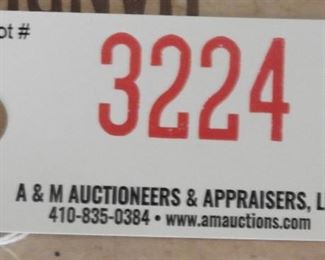 ot #
3224
A & M AUCTIONEERS & APPRAISERS, L
410-835-0384 • www.amauctions.com